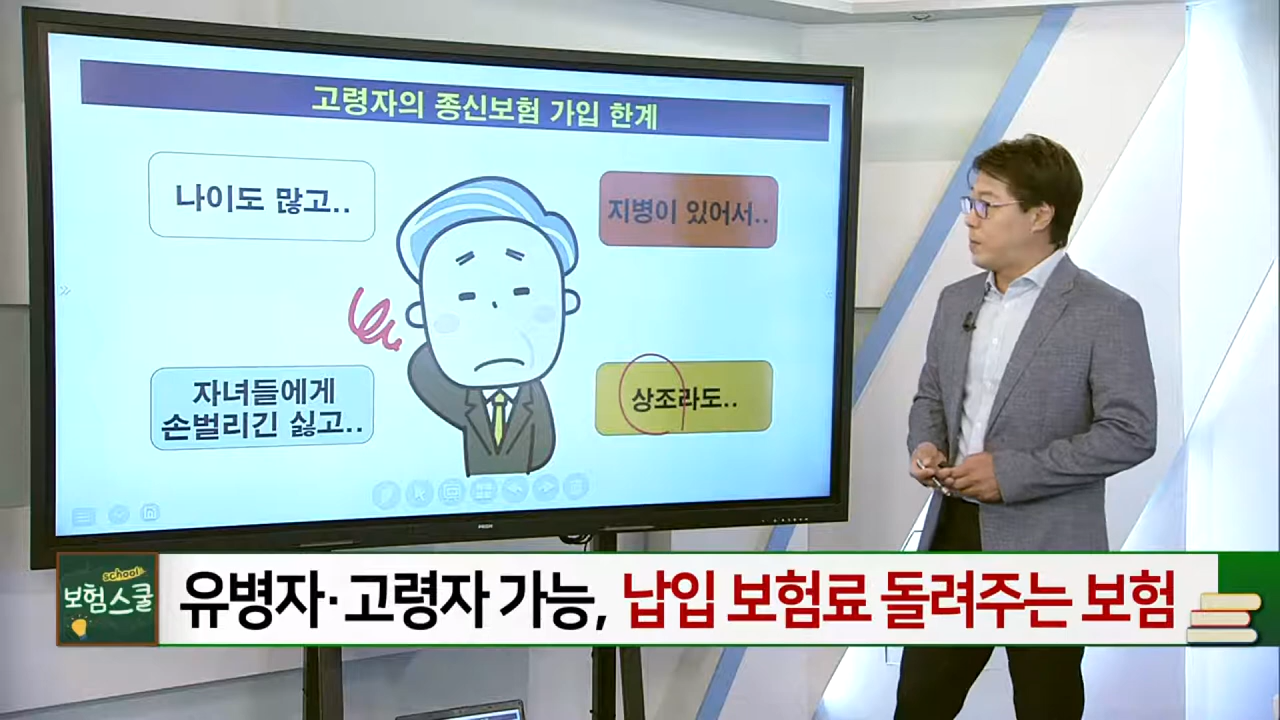 고령자의 종신보험 가입 한계
나이도 많고..
지병이 있어서..
자녀들에게
손벌리긴 싫고..
상조라도..
school
보험스쿨
유병자·고령자 가능, 납입 보험료 돌려주는 보험